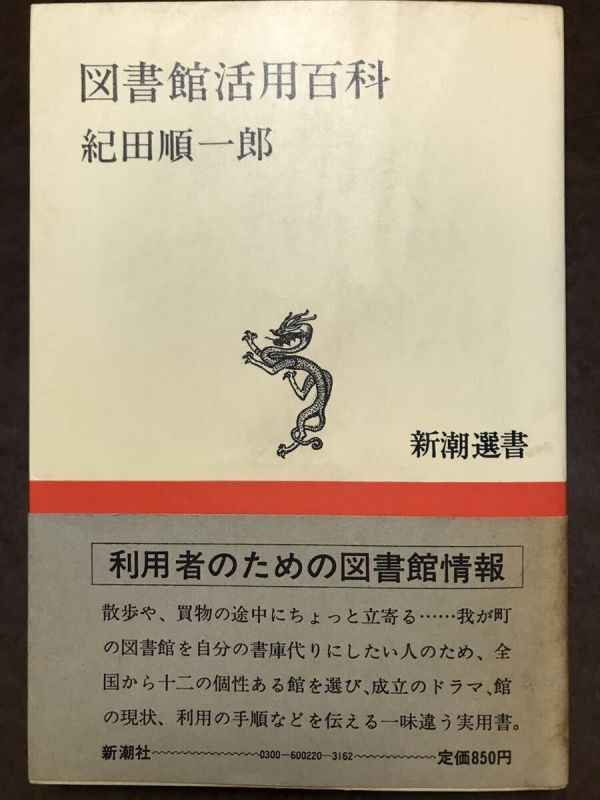 図書館活用百科
紀田順一郎
新潮選書
利用者のための図書館情報
散歩や、買物の途中にちょっと立寄る……我が町
の図書館を自分の書庫代りにしたい人のため、全
国から十二の個性ある館を選び、成立のドラマ、館
の現状、利用の手順などを伝える一味違う実用書。
新潮社 0300-600220-3162 定価850円